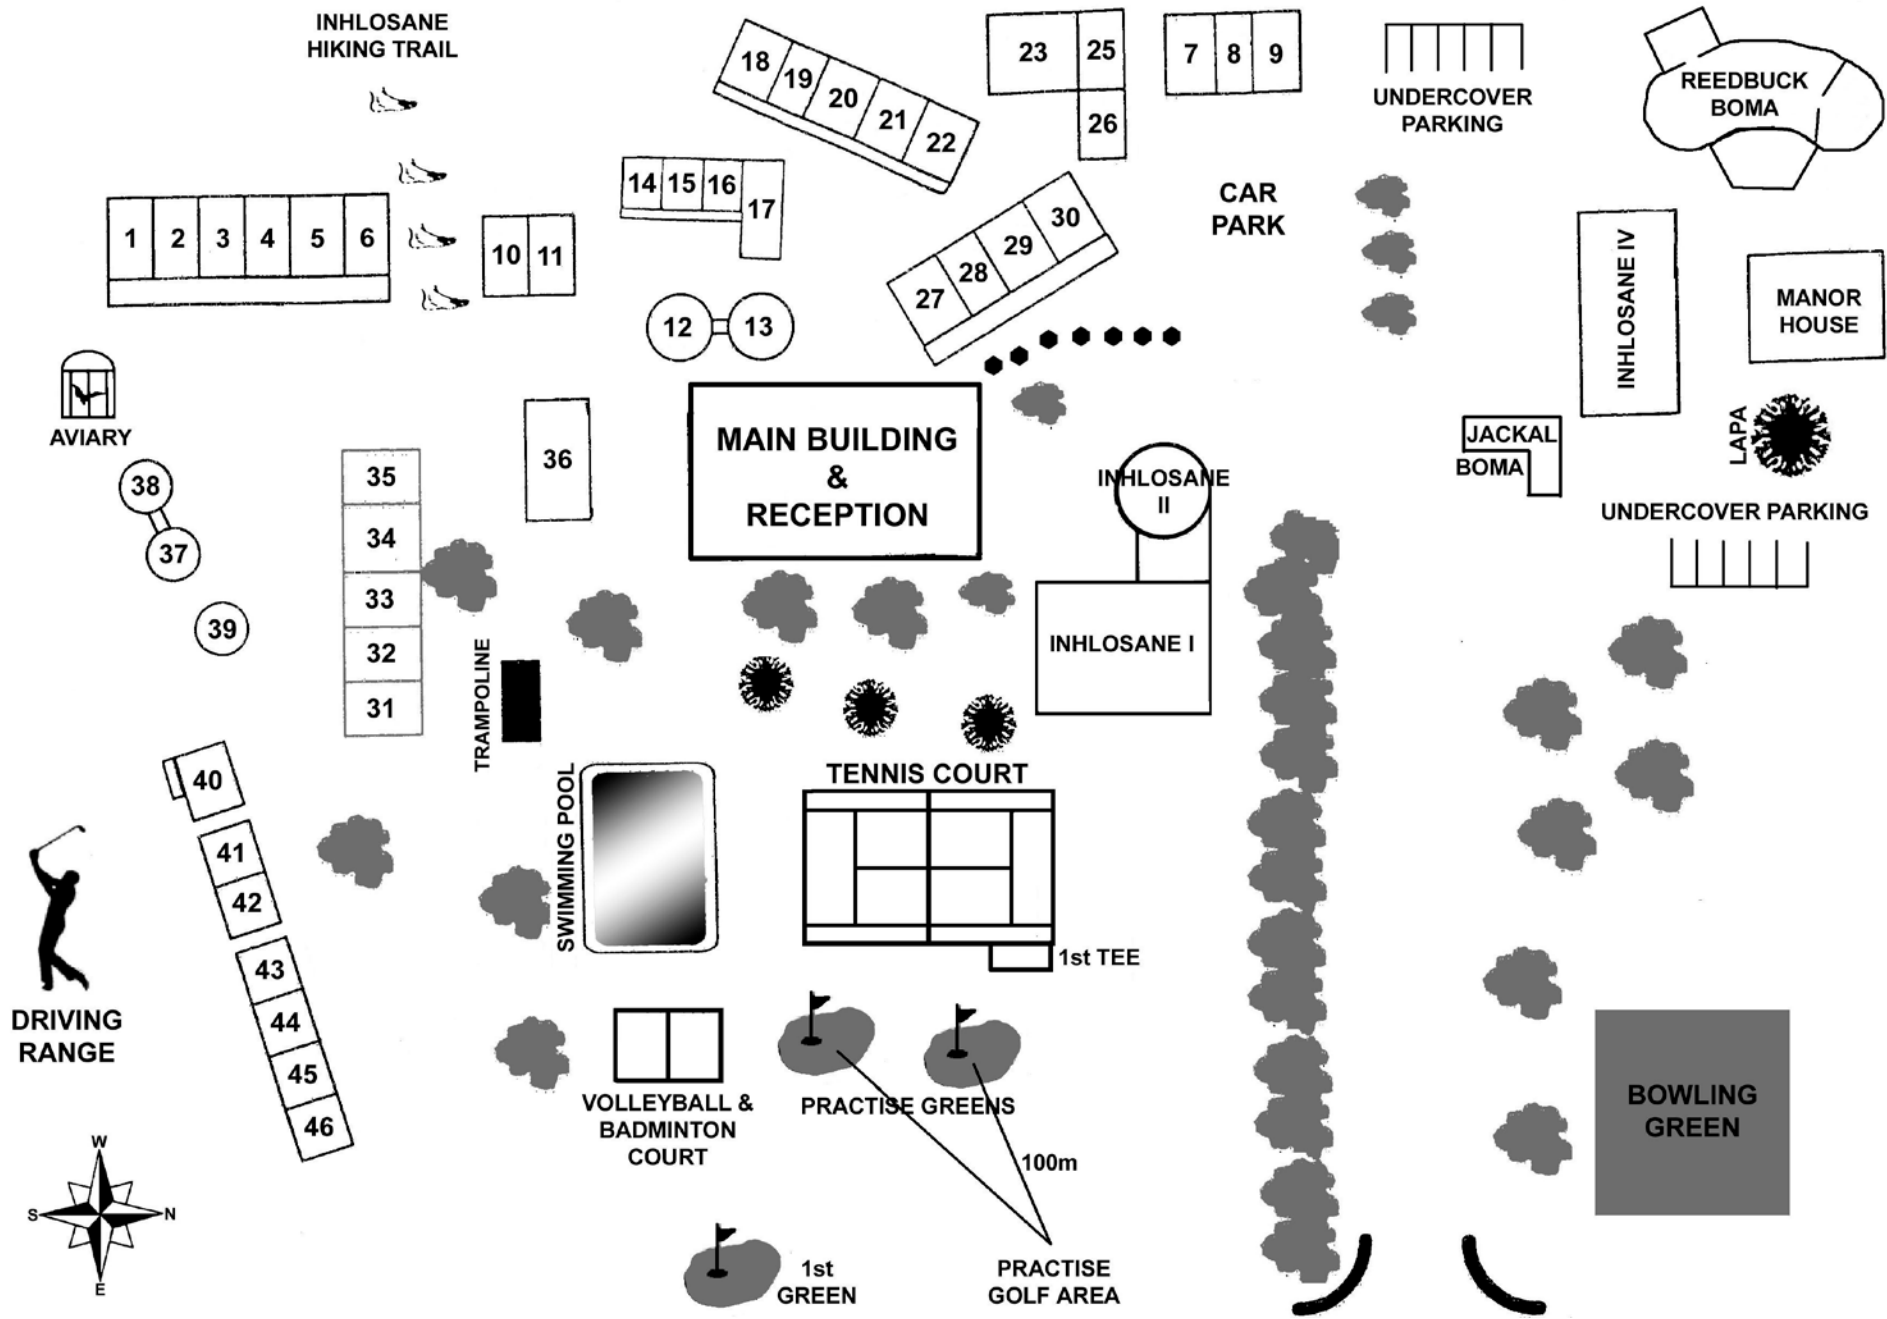 INHLOSANE
HIKING TRAIL
18
19
20
21
22
23
25
26
7
8
9
UNDERCOVER
PARKING
REEDBUCK
BOMA
1
2
3
4
5
6
10
11
14
15
16
17
12
13
27
28
29
30
CAR
PARK
INHLOSANE IV
MANOR
HOUSE
AVIARY
38
37
39
35
34
33
32
31
36
MAIN BUILDING
&
RECEPTION
INHLOSANE
II
INHLOSANE I
JACKAL
BOMA
LAPA
UNDERCOVER PARKING
TRAMPOLINE
SWIMMING POOL
TENNIS COURT
1st TEE
40
41
42
43
44
45
46
DRIVING
RANGE
VOLLEYBALL &
BADMINTON
COURT
PRACTISE GREENS
100m
BOWLING
GREEN
W
S
N
E
1st
GREEN
PRACTISE
GOLF AREA